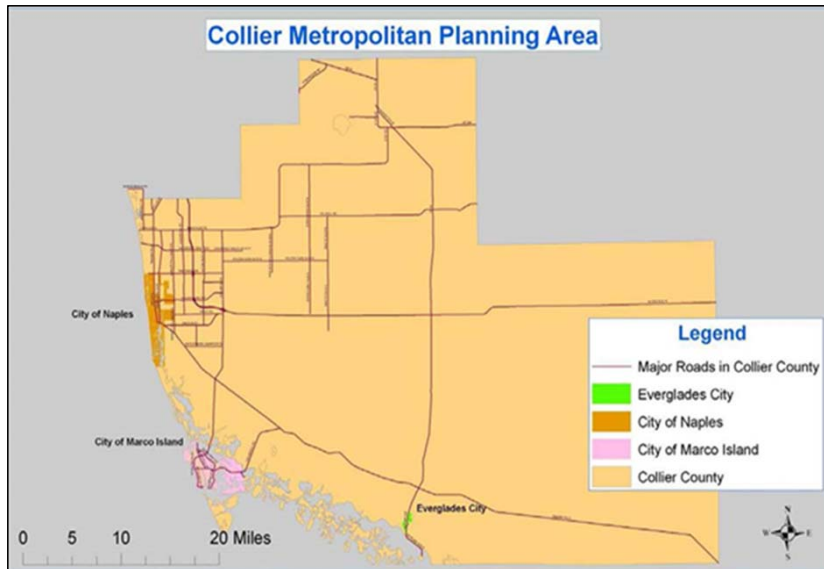 Collier Metropolitan Planning Area
City of Naples
City of Marco Island
Everglades City
Legend
Major Roads in Collier County
Everglades City
City of Naples
City of Marco Island
Collier County
0 5 10 20 Miles
N
W E
S